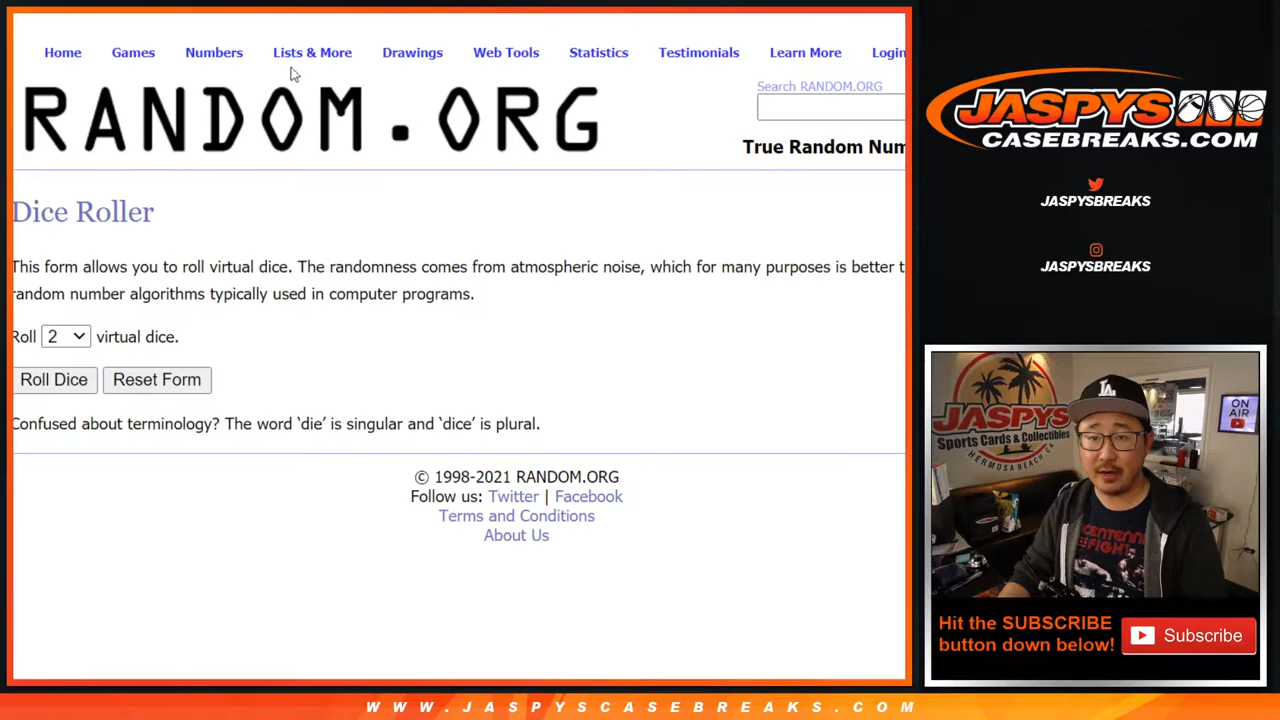 Home Games Numbers Lists & More Drawings Web Tools Statistics Testimonials Learn More Login
RANDOM.ORG
Search RANDOM.ORG
True Random Num
Dice Roller
This form allows you to roll virtual dice. The randomness comes from atmospheric noise, which for many purposes is better t
random number algorithms typically used in computer programs.
Roll 2 virtual dice.
Roll Dice Reset Form
Confused about terminology? The word ‘die’ is singular and ‘dice’ is plural.
© 1998-2021 RANDOM.ORG
Follow us: Twitter | Facebook
Terms and Conditions
About Us
JASPYS
CASEBREAKS.COM
JASPYSBREAKS
JASPYSBREAKS
JASPYS
Sports Cards & Collectibles
HERMOSA BEACH, CA
LA
ON
AIR
Hit the SUBSCRIBE
button down below!
Subscribe
WWW.JASPYSCASEBREAKS.COM